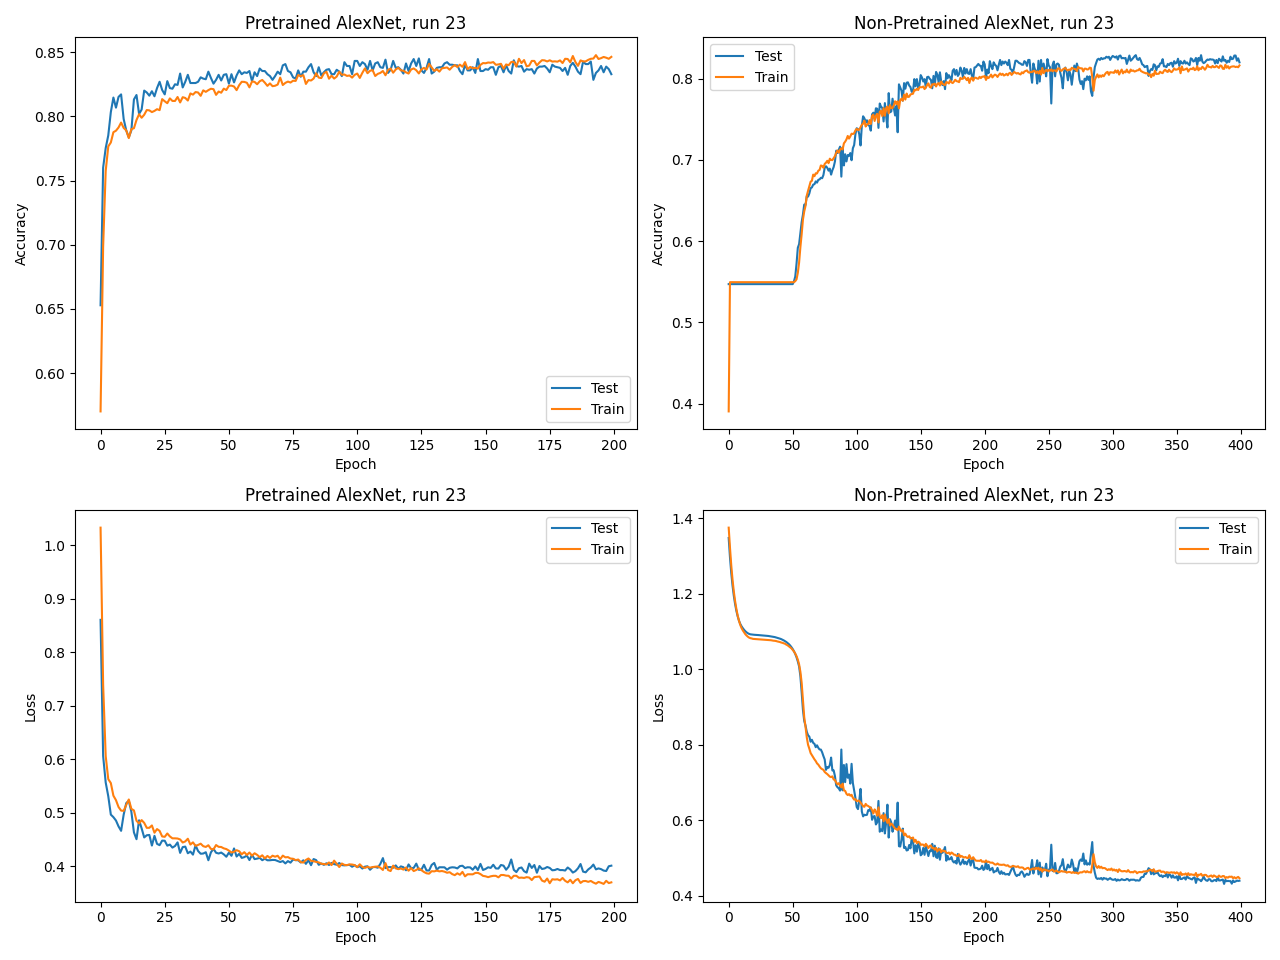 Pretrained AlexNet, run 23
0.85
0.80
0.75
0.70
0.65
0.60
Accuracy
Test
Train
0 25 50 75 100 125 150 175 200
Epoch
Non-Pretrained AlexNet, run 23
Test
Train
0.8
0.7
0.6
0.5
0.4
Accuracy
0 50 100 150 200 250 300 350 400
Epoch
Pretrained AlexNet, run 23
Test
Train
1.0
0.9
0.8
0.7
0.6
0.5
0.4
Loss
0 25 50 75 100 125 150 175 200
Epoch
Non-Pretrained AlexNet, run 23
Test
Train
1.4
1.2
1.0
0.8
0.6
0.4
Loss
0 50 100 150 200 250 300 350 400
Epoch